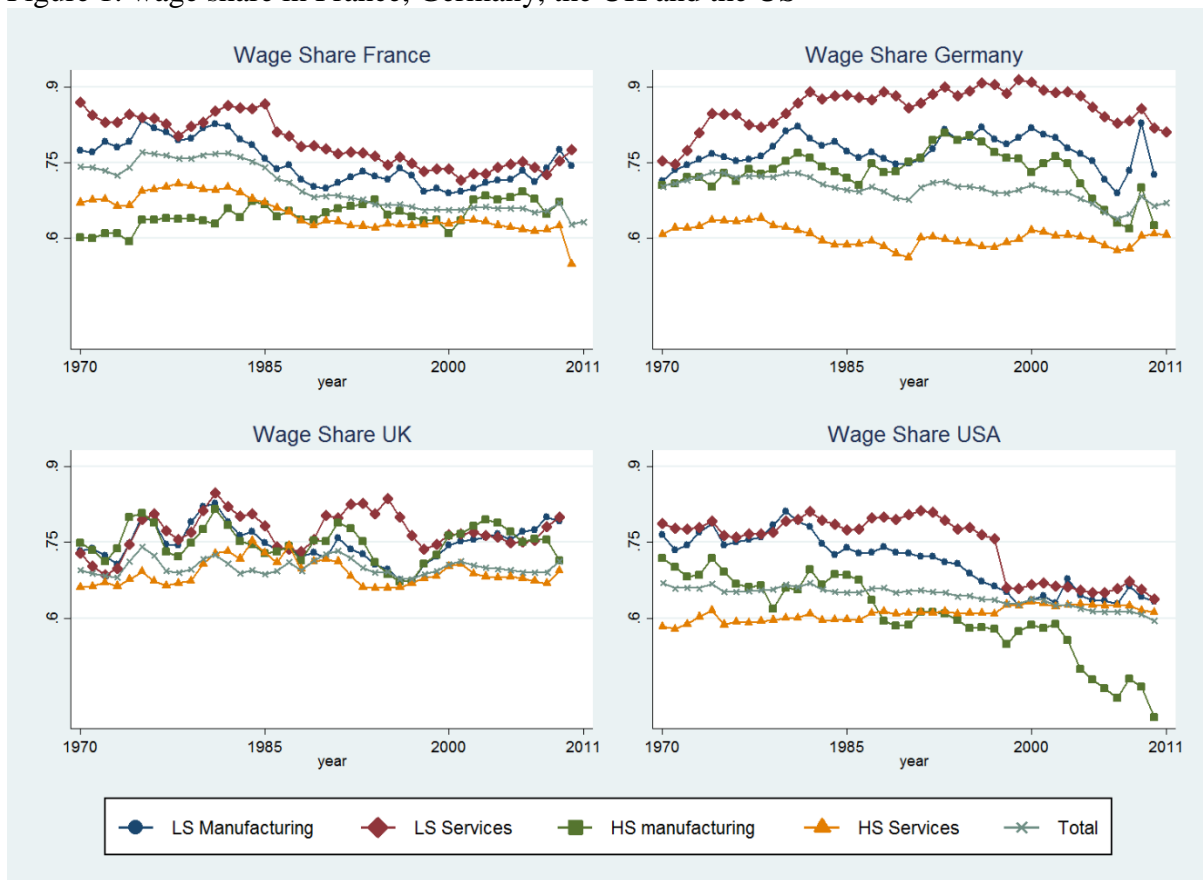 Figure 1. Wage share in France, Germany, the UK and the US
Wage Share France
.9
.75
.6
1970 1985 2000 2011
year
Wage Share Germany
.9
.75
.6
1970 1985 2000 2011
year
Wage Share UK
.9
.75
.6
1970 1985 2000 2011
year
Wage Share USA
.9
.75
.6
1970 1985 2000 2011
year
LS Manufacturing LS Services HS manufacturing HS Services Total